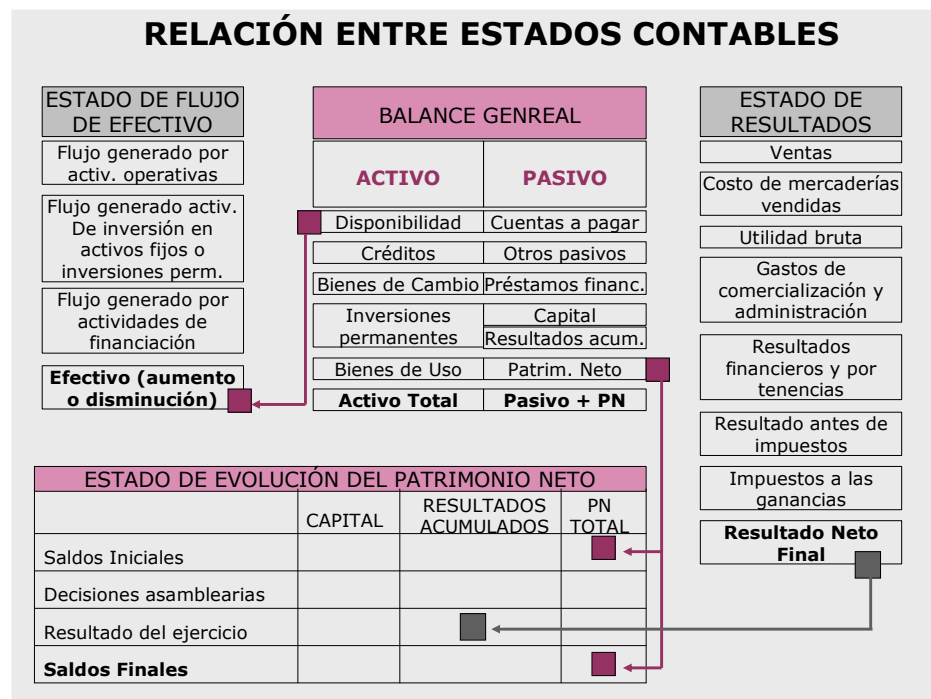 RELACIÓN ENTRE ESTADOS CONTABLES
ESTADO DE FLUJO
DE EFECTIVO
Flujo generado por
activ. operativas
Flujo generado activ.
De inversión en
activos fijos o
inversiones perm.
Flujo generado por
actividades de
financiación
Efectivo (aumento
o disminución)
BALANCE GENREAL
ACTIVO PASIVO
Disponibilidad Cuentas a pagar
Créditos Otros pasivos
Bienes de Cambio Préstamos financ.
Inversiones
permanentes
Capital
Resultados acum.
Bienes de Uso Patrim. Neto
Activo Total Pasivo + PN
ESTADO DE
RESULTADOS
Ventas
Costo de mercaderías
vendidas
Utilidad bruta
Gastos de
comercialización y
administración
Resultados
financieros y por
tenencias
Resultado antes de
impuestos
Impuestos a las
ganancias
Resultado Neto
Final
ESTADO DE EVOLUCIÓN DEL PATRIMONIO NETO
CAPITAL
RESULTADOS
ACUMULADOS
PN
TOTAL
Saldos Iniciales
Decisiones asamblearias
Resultado del ejercicio
Saldos Finales